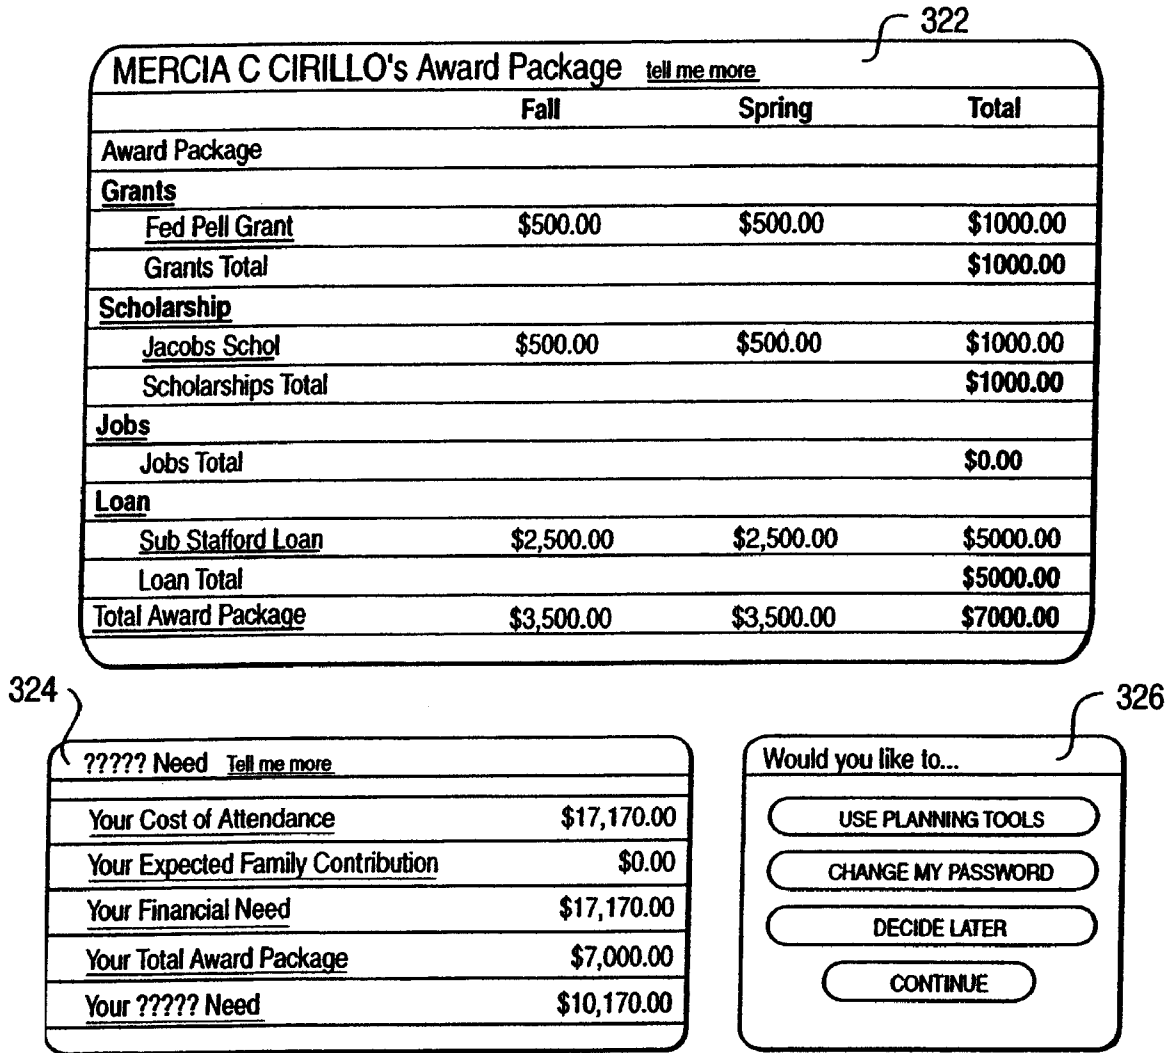 322
MERCIA C CIRILLO's Award Package tell me more
Fall Spring Total
Award Package
Grants
Fed Pell Grant $500.00 $500.00 $1000.00
Grants Total $1000.00
Scholarship
Jacobs Schol $500.00 $500.00 $1000.00
Scholarships Total $1000.00
Jobs
Jobs Total $0.00
Loan
Sub Stafford Loan $2,500.00 $2,500.00 $5000.00
Loan Total $5000.00
Total Award Package $3,500.00 $3,500.00 $7000.00
324
????? Need Tell me more
Your Cost of Attendance $17,170.00
Your Expected Family Contribution $0.00
Your Financial Need $17,170.00
Your Total Award Package $7,000.00
Your ????? Need $10,170.00
326
Would you like to...
USE PLANNING TOOLS
CHANGE MY PASSWORD
DECIDE LATER
CONTINUE